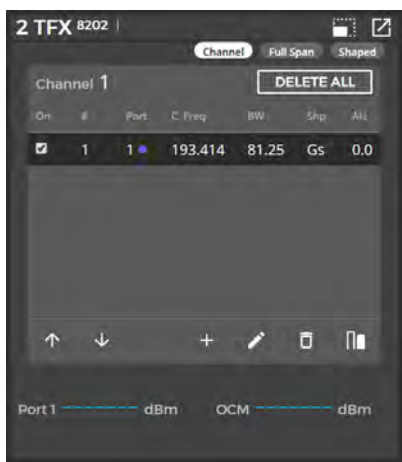 2 TFX 8202
Channel Full Span Shaped
Channel 1 DELETE ALL
On # Port C. Freq BW Shp Att
1 1 193.414 81.25 Gs 0.0
Port 1 dBm OCM dBm